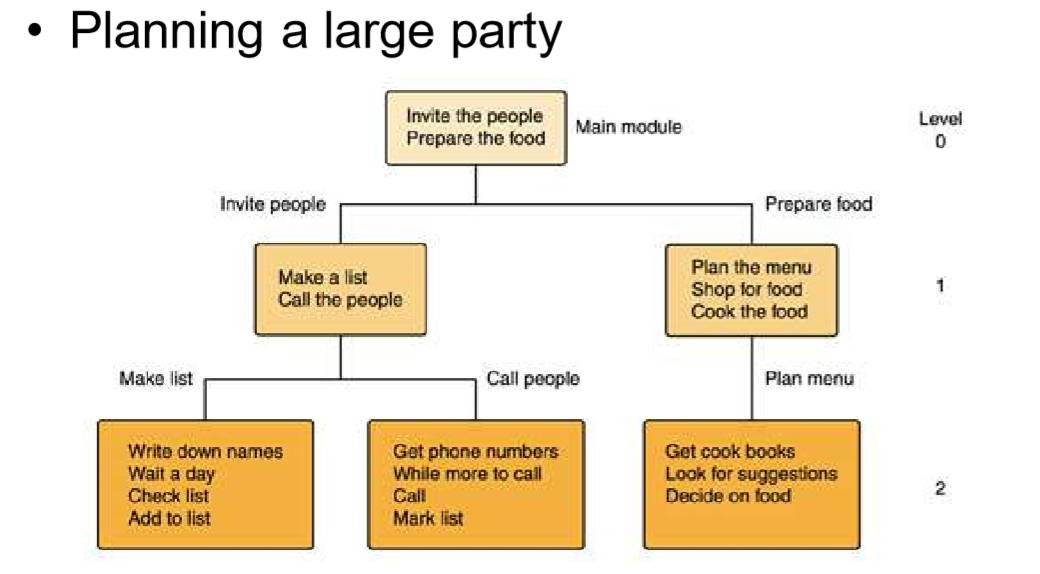 • Planning a large party
Invite the people
Prepare the food
Main module
Level
0
Invite people
Prepare food
Make a list
Call the people
Plan the menu
Shop for food
Cook the food
1
Make list
Call people
Plan menu
Write down names
Wait a day
Check list
Add to list
Get phone numbers
While more to call
Call
Mark list
Get cook books
Look for suggestions
Decide on food
2